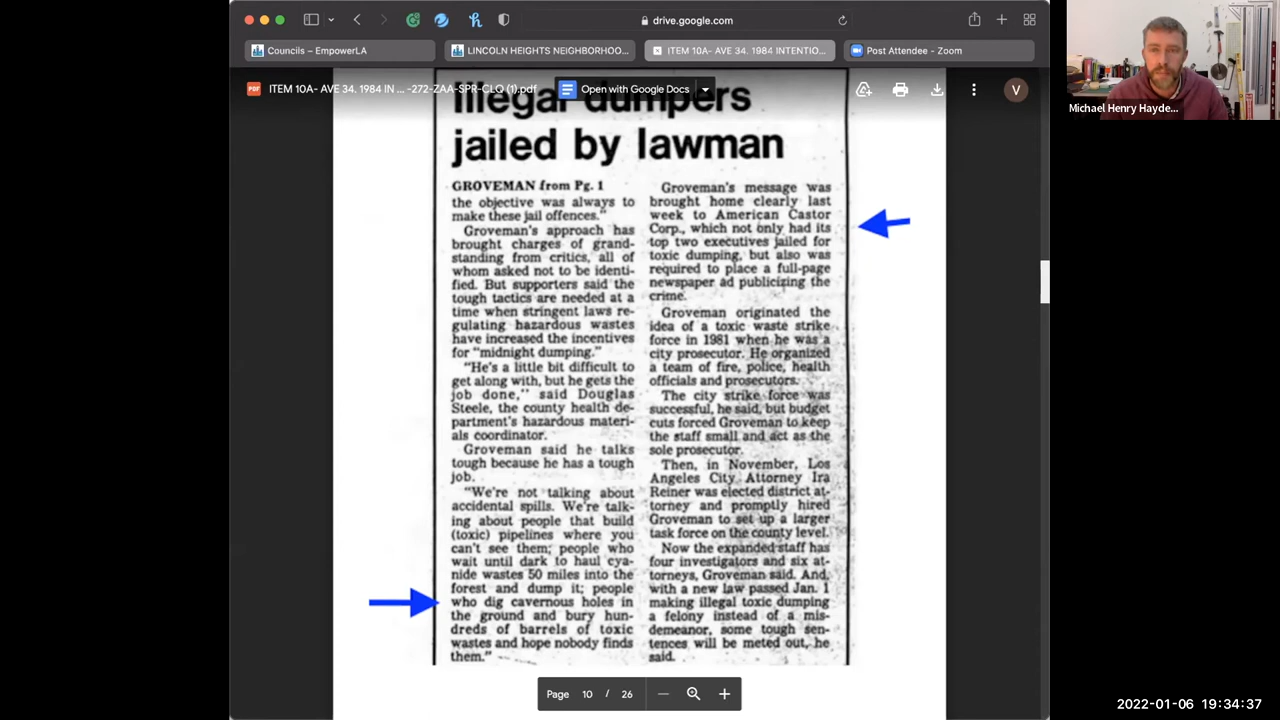 drive.google.com
Councils – EmpowerLA
LINCOLN HEIGHTS NEIGHBORHOO...
ITEM 10A- AVE 34. 1984 INTENTIO...
Post Attendee - Zoom
ITEM 10A- AVE 34. 1984 IN ... -272-ZAA-SPR-CLQ (1).pdf
Open with Google Docs
V
Michael Henry Hayde...
Illegal dumpers
jailed by lawman
GROVEMAN from Pg. 1
the objective was always to
make these jail offences."
Groveman's approach has
brought charges of grand-
standing from critics, all of
whom asked not to be identi-
fied. But supporters said the
tough tactics are needed at a
time when stringent laws re-
gulating hazardous wastes
have increased the incentives
for "midnight dumping."
"He's a little bit difficult to
get along with, but he gets the
job done," said Douglas
Steele, the county health de-
partment's hazardous materi-
als coordinator.
Groveman said he talks
tough because he has a tough
job.
"We're not talking about
accidental spills. We're talk-
ing about people that build
(toxic) pipelines where you
can't see them; people who
wait until dark to haul cya-
nide wastes 50 miles into the
forest and dump it; people
who dig cavernous holes in
the ground and bury hun-
dreds of barrels of toxic
wastes and hope nobody finds
them."
Groveman's message was
brought home clearly last
week to American Castor
Corp., which not only had its
top two executives jailed for
toxic dumping, but also was
required to place a full-page
newspaper ad publicizing the
crime.
Groveman originated the
idea of a toxic waste strike
force in 1981 when he was a
city prosecutor. He organized
a team of fire, police, health
officials and prosecutors.
The city strike force was
successful, he said, but budget
cuts forced Groveman to keep
the staff small and act as the
sole prosecutor.
Then, in November, Los
Angeles City Attorney Ira
Reiner was elected district at-
torney and promptly hired
Groveman to set up a larger
task force on the county level.
Now the expanded staff has
four investigators and six at-
torneys, Groveman said. And,
with a new law passed Jan. 1
making illegal toxic dumping
a felony instead of a mis-
demeanor, some tough sen-
tences will be meted out, he
said.
Page 10 / 26
2022-01-06 19:34:37